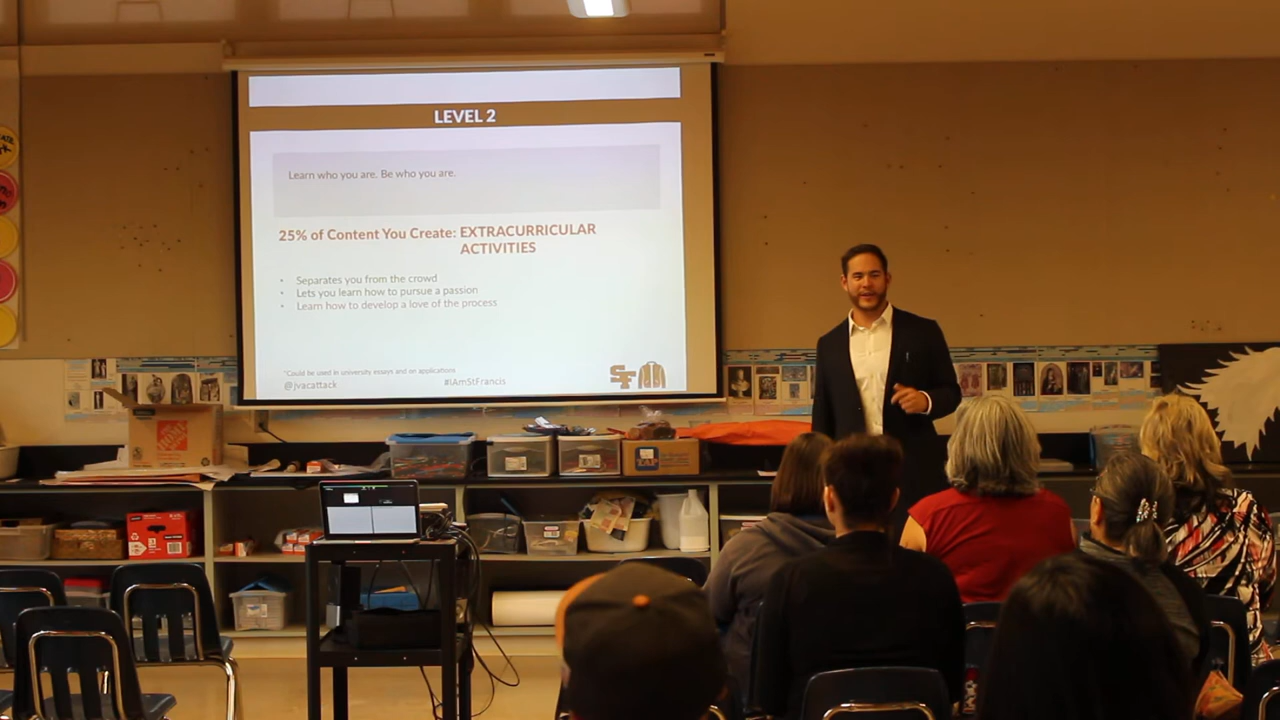 LEVEL 2
Learn who you are. Be who you are.
25% of Content You Create: EXTRACURRICULAR
ACTIVITIES
• Separates you from the crowd
• Lets you learn how to pursue a passion
• Learn how to develop a love of the process
*Could be used in university essays and on applications
@jvacattack
#IAmStFrancis
SF